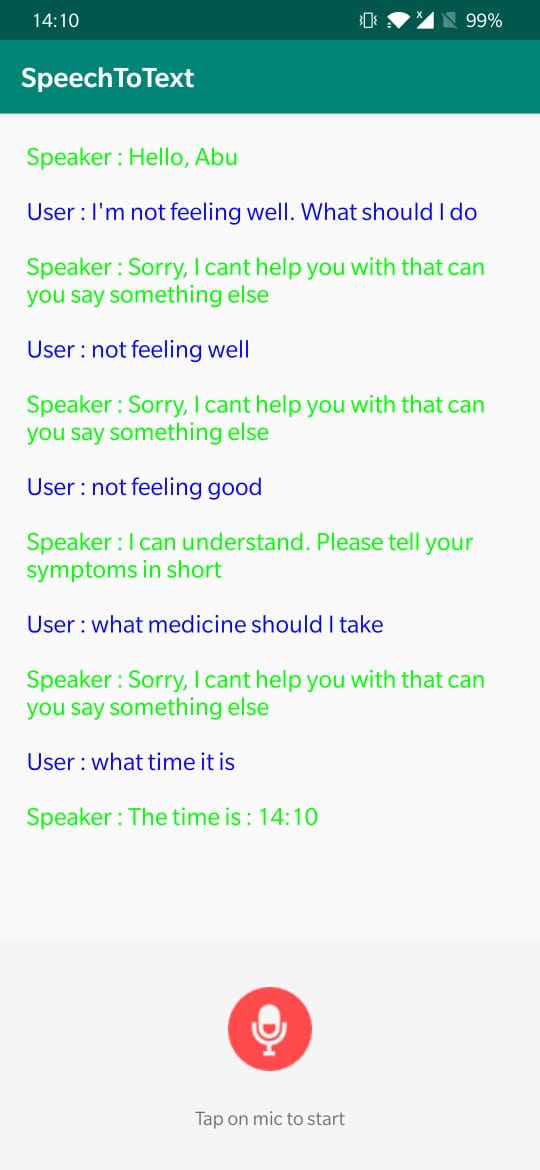 14:10
99%
SpeechToText
Speaker : Hello, Abu
User : I'm not feeling well. What should I do
Speaker : Sorry, I cant help you with that can
you say something else
User : not feeling well
Speaker : Sorry, I cant help you with that can
you say something else
User : not feeling good
Speaker : I can understand. Please tell your
symptoms in short
User : what medicine should I take
Speaker : Sorry, I cant help you with that can
you say something else
User : what time it is
Speaker : The time is : 14:10
Tap on mic to start